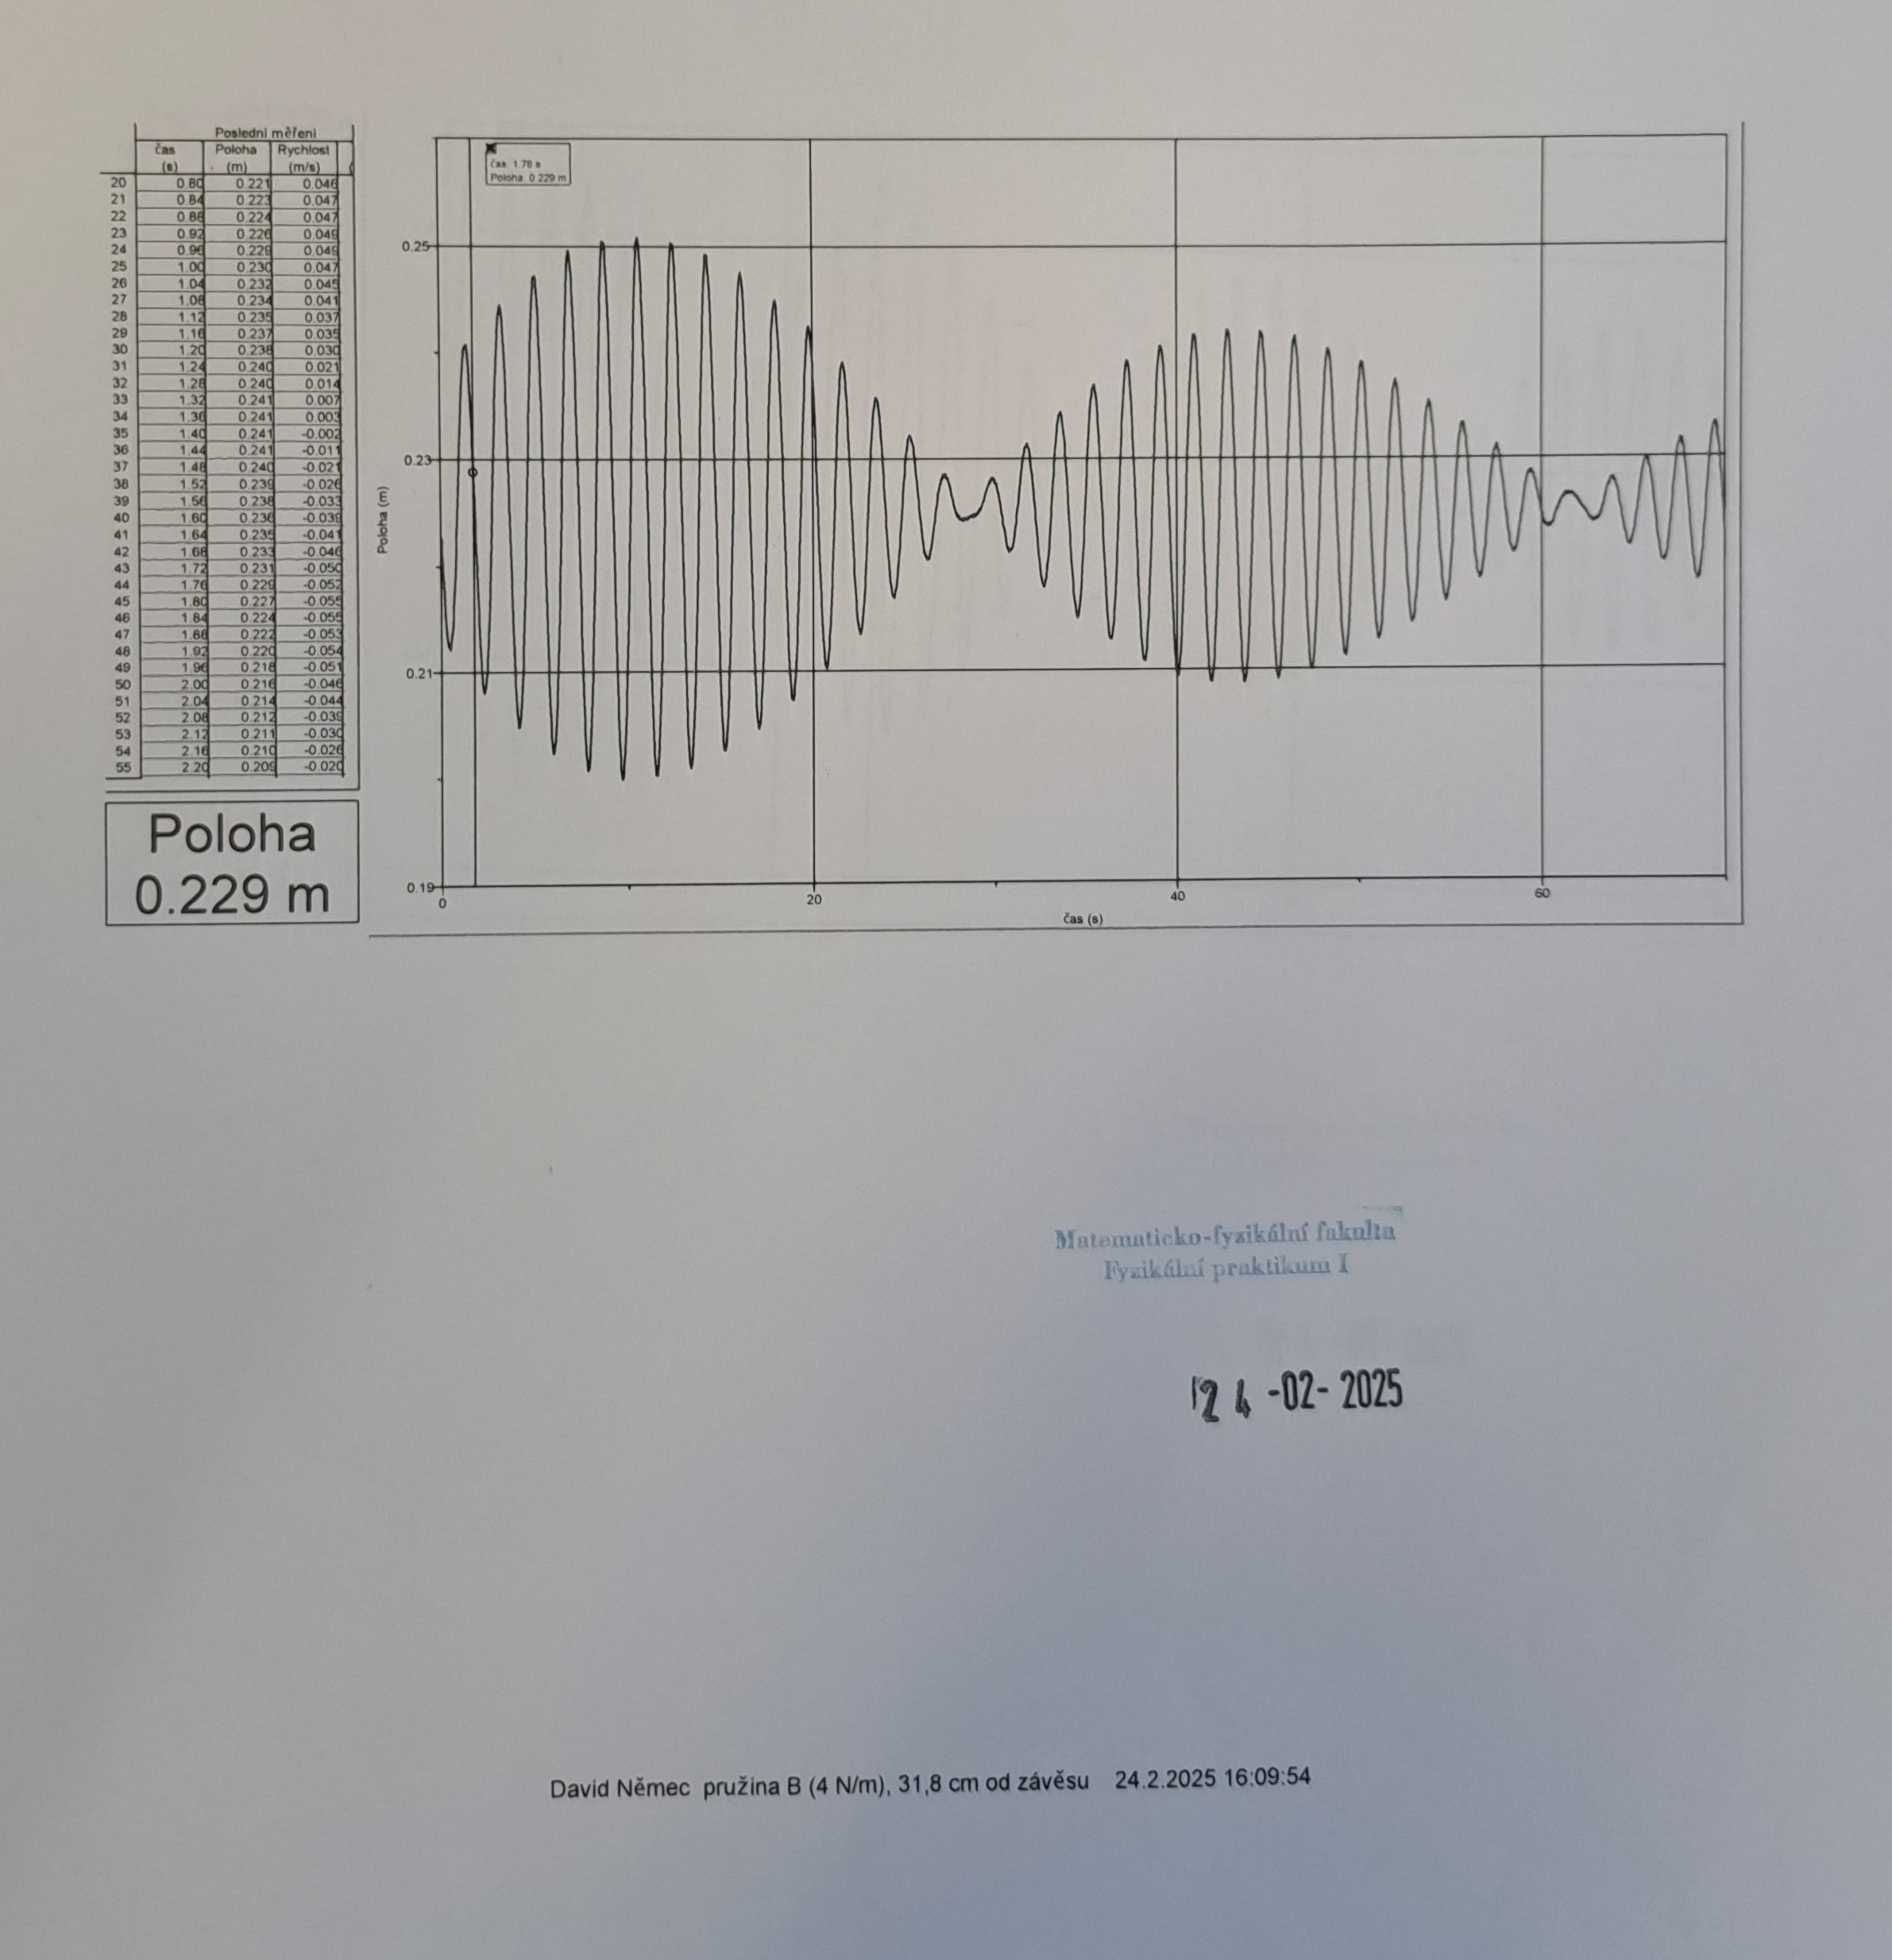 Poslední měření
čas Poloha Rychlost
(s) (m) (m/s)
20 0.80 0.221 0.046
21 0.84 0.223 0.047
22 0.88 0.224 0.047
23 0.92 0.226 0.049
24 0.96 0.229 0.049
25 1.00 0.230 0.047
26 1.04 0.232 0.045
27 1.08 0.234 0.041
28 1.12 0.235 0.037
29 1.16 0.237 0.035
30 1.20 0.238 0.030
31 1.24 0.240 0.021
32 1.28 0.240 0.014
33 1.32 0.241 0.007
34 1.36 0.241 0.003
35 1.40 0.241 -0.002
36 1.44 0.241 -0.011
37 1.48 0.240 -0.021
38 1.52 0.239 -0.026
39 1.56 0.238 -0.033
40 1.60 0.236 -0.039
41 1.64 0.235 -0.041
42 1.68 0.233 -0.046
43 1.72 0.231 -0.050
44 1.76 0.229 -0.052
45 1.80 0.227 -0.055
46 1.84 0.224 -0.055
47 1.88 0.222 -0.053
48 1.92 0.220 -0.054
49 1.96 0.218 -0.051
50 2.00 0.216 -0.046
51 2.04 0.214 -0.044
52 2.08 0.212 -0.039
53 2.12 0.211 -0.030
54 2.16 0.210 -0.026
55 2.20 0.209 -0.020
Poloha
0.229 m
čas: 1.76 s
Poloha: 0.229 m
0.25
0.23
0.21
0.19
Poloha (m)
0 20 40 60
čas (s)
Matematicko-fyzikální fakulta
Fyzikální praktikum I
24 -02- 2025
David Němec pružina B (4 N/m), 31,8 cm od závěsu 24.2.2025 16:09:54